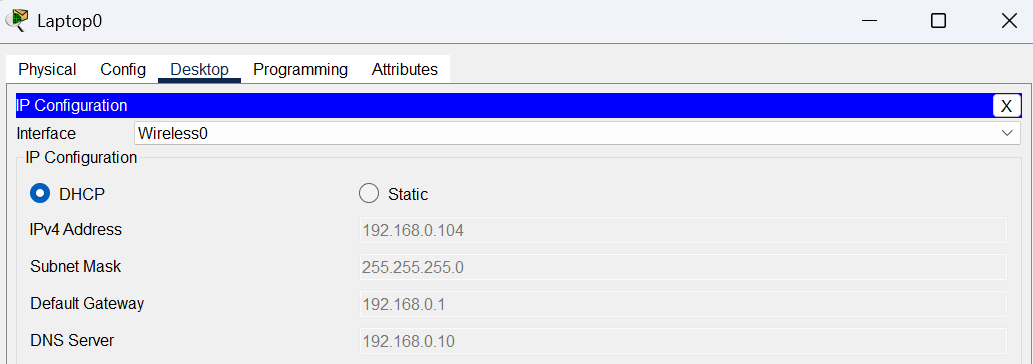 Laptop0
Physical Config Desktop Programming Attributes
IP Configuration X
Interface Wireless0
IP Configuration
DHCP Static
IPv4 Address 192.168.0.104
Subnet Mask 255.255.255.0
Default Gateway 192.168.0.1
DNS Server 192.168.0.10